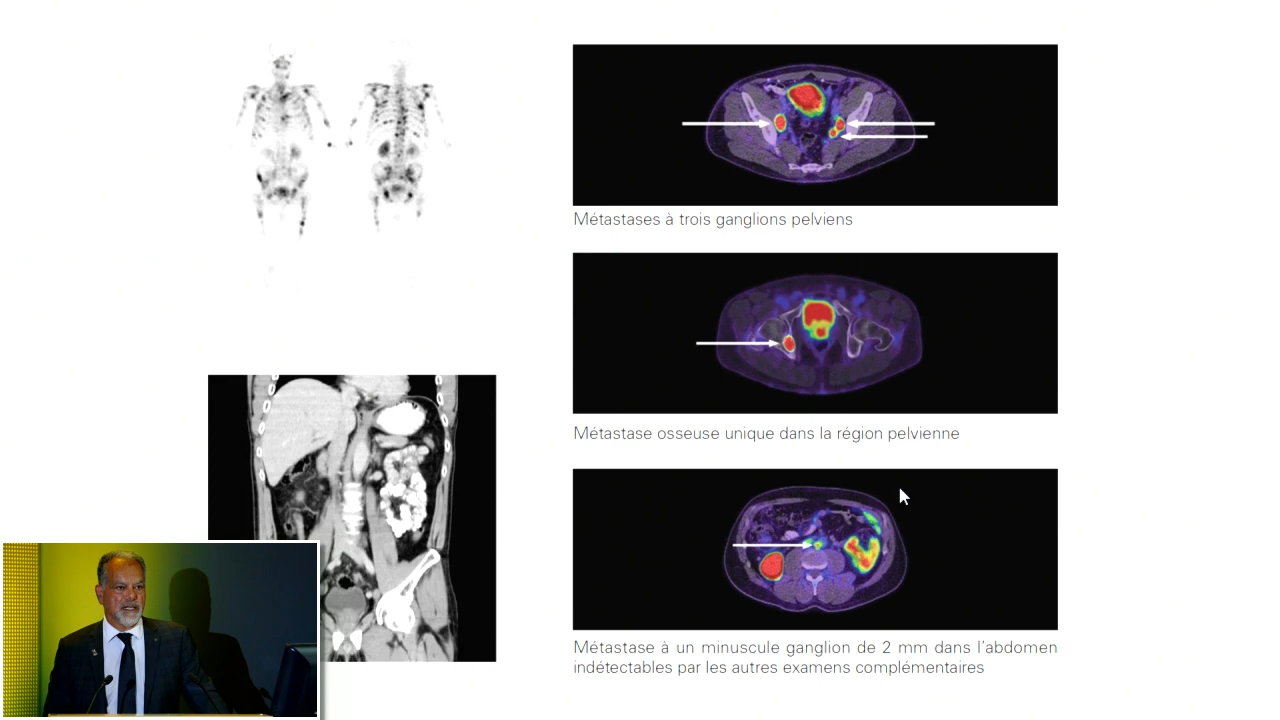 Métastases à trois ganglions pelviens
Métastase osseuse unique dans la région pelvienne
Métastase à un minuscule ganglion de 2 mm dans l'abdomen
indétectables par les autres examens complémentaires